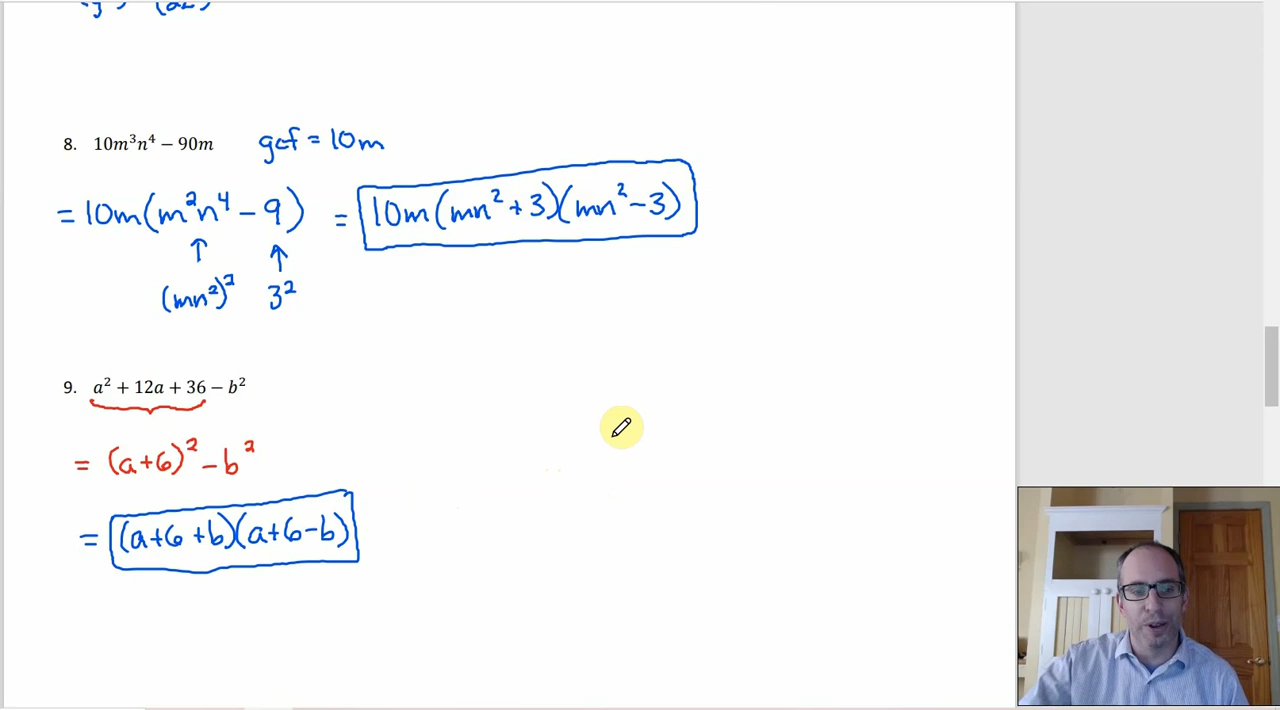 8. 10m³n⁴ − 90m gcf = 10m
= 10m(m²n⁴ − 9) = 10m(mn² + 3)(mn² − 3)
↑ ↑
(mn²)² 3²
9. a² + 12a + 36 − b²
= (a+6)² − b²
= (a+6+b)(a+6−b)